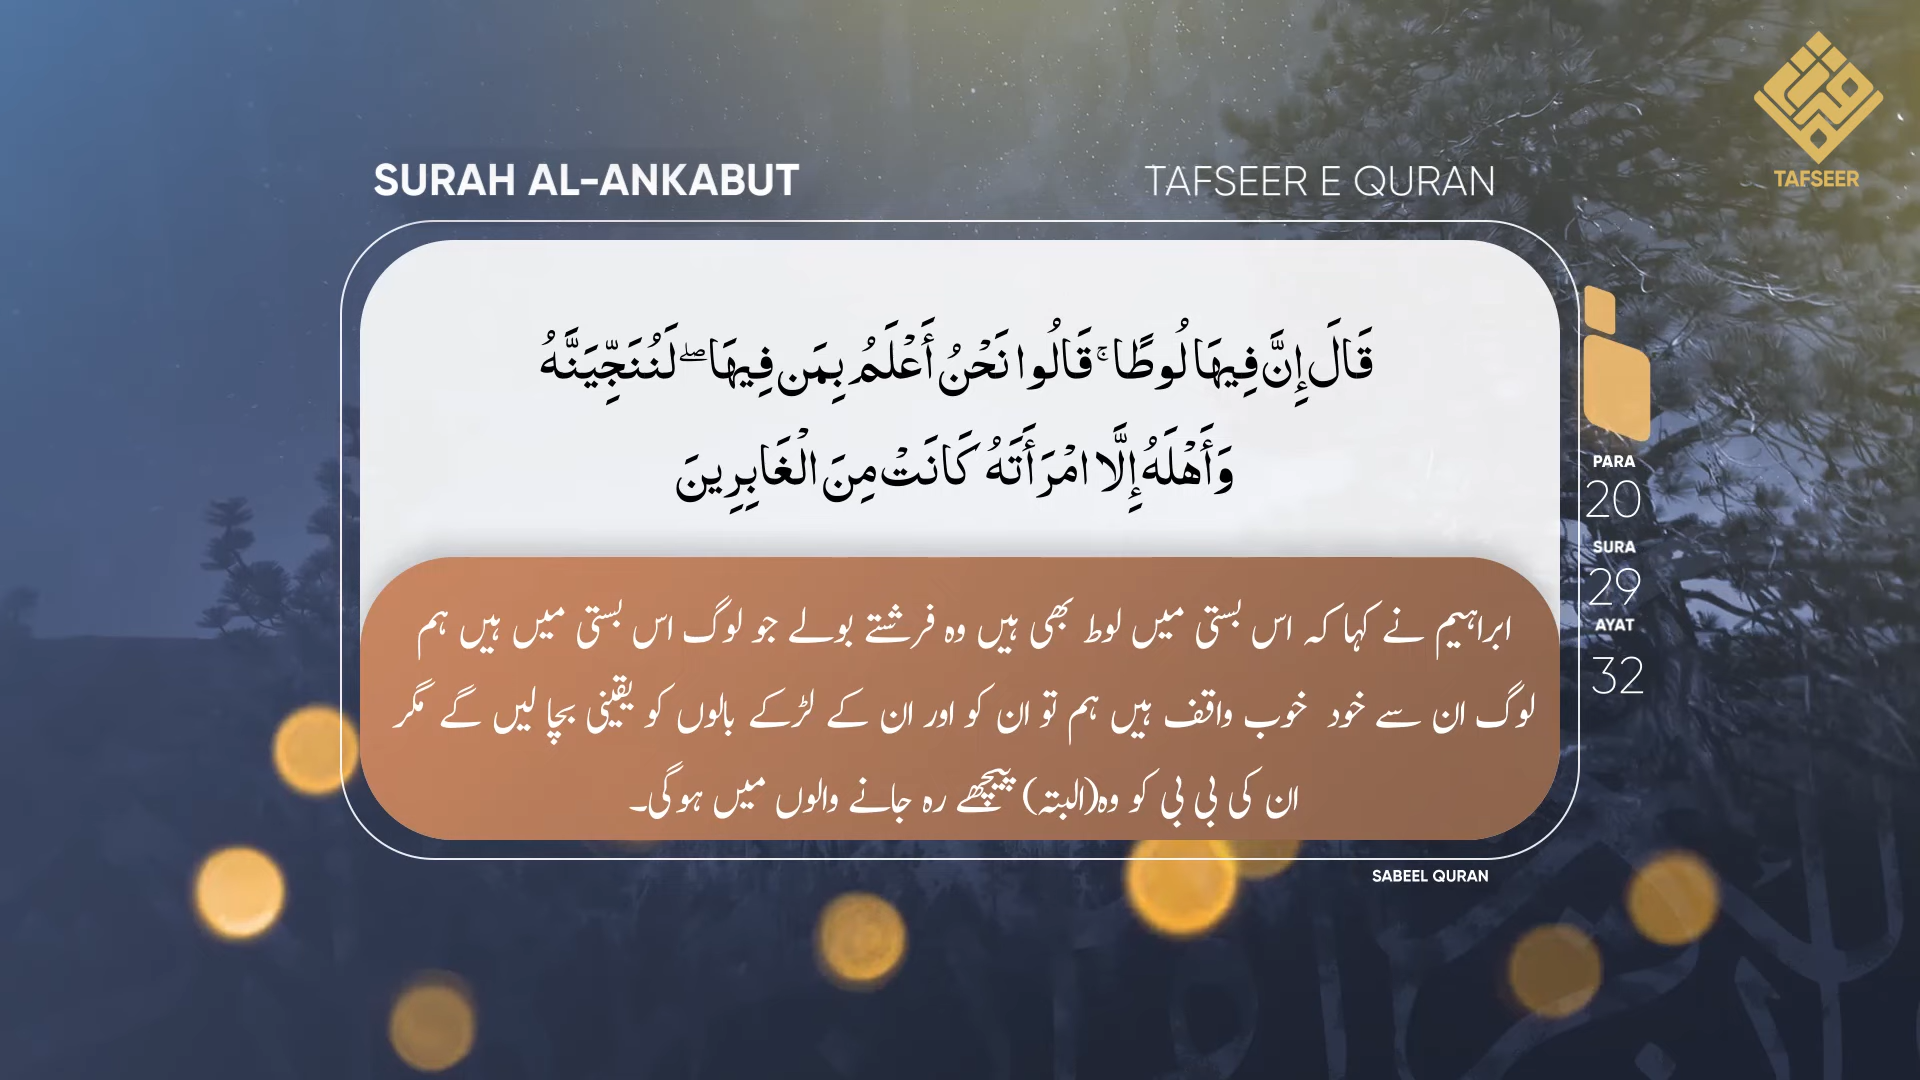 TAFSEER
SURAH AL-ANKABUT
TAFSEER E QURAN
قَالَ إِنَّ فِيهَا لُوطًا ۚ قَالُوا نَحْنُ أَعْلَمُ بِمَن فِيهَا ۖ لَنُنَجِّيَنَّهُ
وَأَهْلَهُ إِلَّا امْرَأَتَهُ كَانَتْ مِنَ الْغَابِرِينَ
ابراہیم نے کہا کہ اس بستی میں لوط بھی ہیں وہ فرشتے بولے جو لوگ اس بستی میں ہیں ہم
لوگ ان سے خود خوب واقف ہیں ہم تو ان کو اور ان کے لڑکے بالوں کو یقینی بچا لیں گے مگر
ان کی بی بی کو وہ(البتہ) پیچھے رہ جانے والوں میں ہوگی۔
PARA
20
SURA
29
AYAT
32
SABEEL QURAN